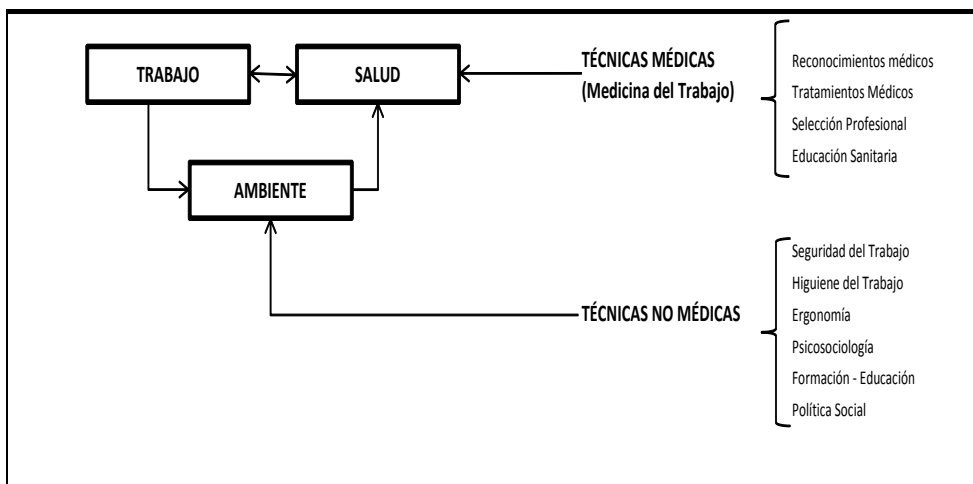 TRABAJO
SALUD
AMBIENTE
TÉCNICAS MÉDICAS
(Medicina del Trabajo)
Reconocimientos médicos
Tratamientos Médicos
Selección Profesional
Educación Sanitaria
TÉCNICAS NO MÉDICAS
Seguridad del Trabajo
Higuiene del Trabajo
Ergonomía
Psicosociología
Formación - Educación
Política Social